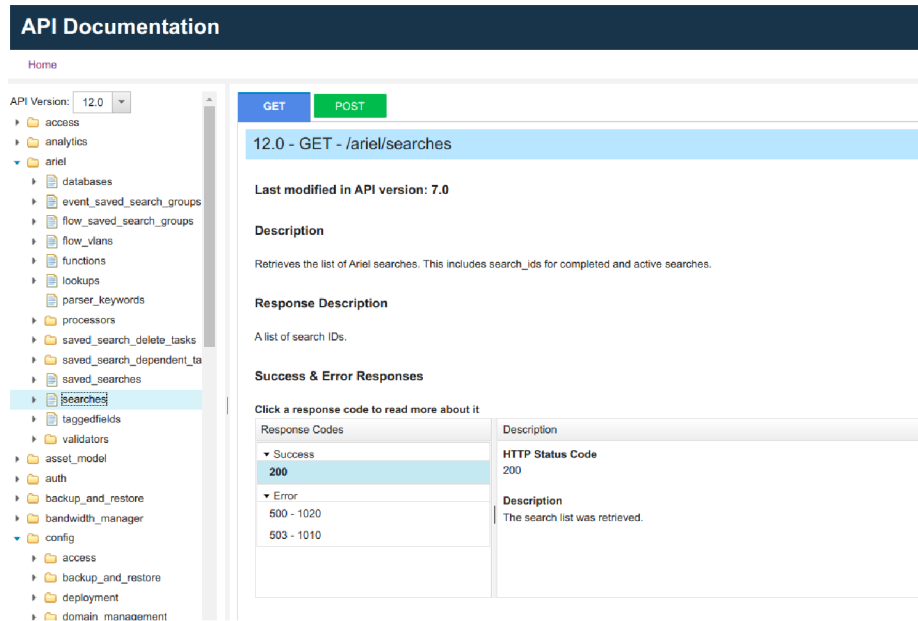 API Documentation
Home
API Version: 12.0
access
analytics
ariel
databases
event_saved_search_groups
flow_saved_search_groups
flow_vlans
functions
lookups
parser_keywords
processors
saved_search_delete_tasks
saved_search_dependent_ta
saved_searches
searches
taggedfields
validators
asset_model
auth
backup_and_restore
bandwidth_manager
config
access
backup_and_restore
deployment
domain_management
GET POST
12.0 - GET - /ariel/searches
Last modified in API version: 7.0
Description
Retrieves the list of Ariel searches. This includes search_ids for completed and active searches.
Response Description
A list of search IDs.
Success & Error Responses
Click a response code to read more about it
Response Codes
Success
200
Error
500 - 1020
503 - 1010
Description
HTTP Status Code
200
Description
The search list was retrieved.